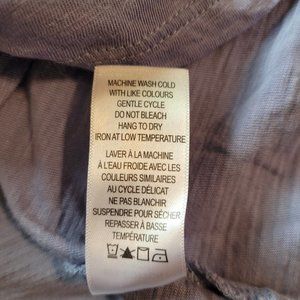 MACHINE WASH COLD
WITH LIKE COLOURS
GENTLE CYCLE
DO NOT BLEACH
HANG TO DRY
IRON AT LOW TEMPERATURE
LAVER À LA MACHINE
À L'EAU FROIDE AVEC LES
COULEURS SIMILAIRES
AU CYCLE DÉLICAT
NE PAS BLANCHIR
SUSPENDRE POUR SÉCHER
REPASSER À BASSE
TEMPÉRATURE